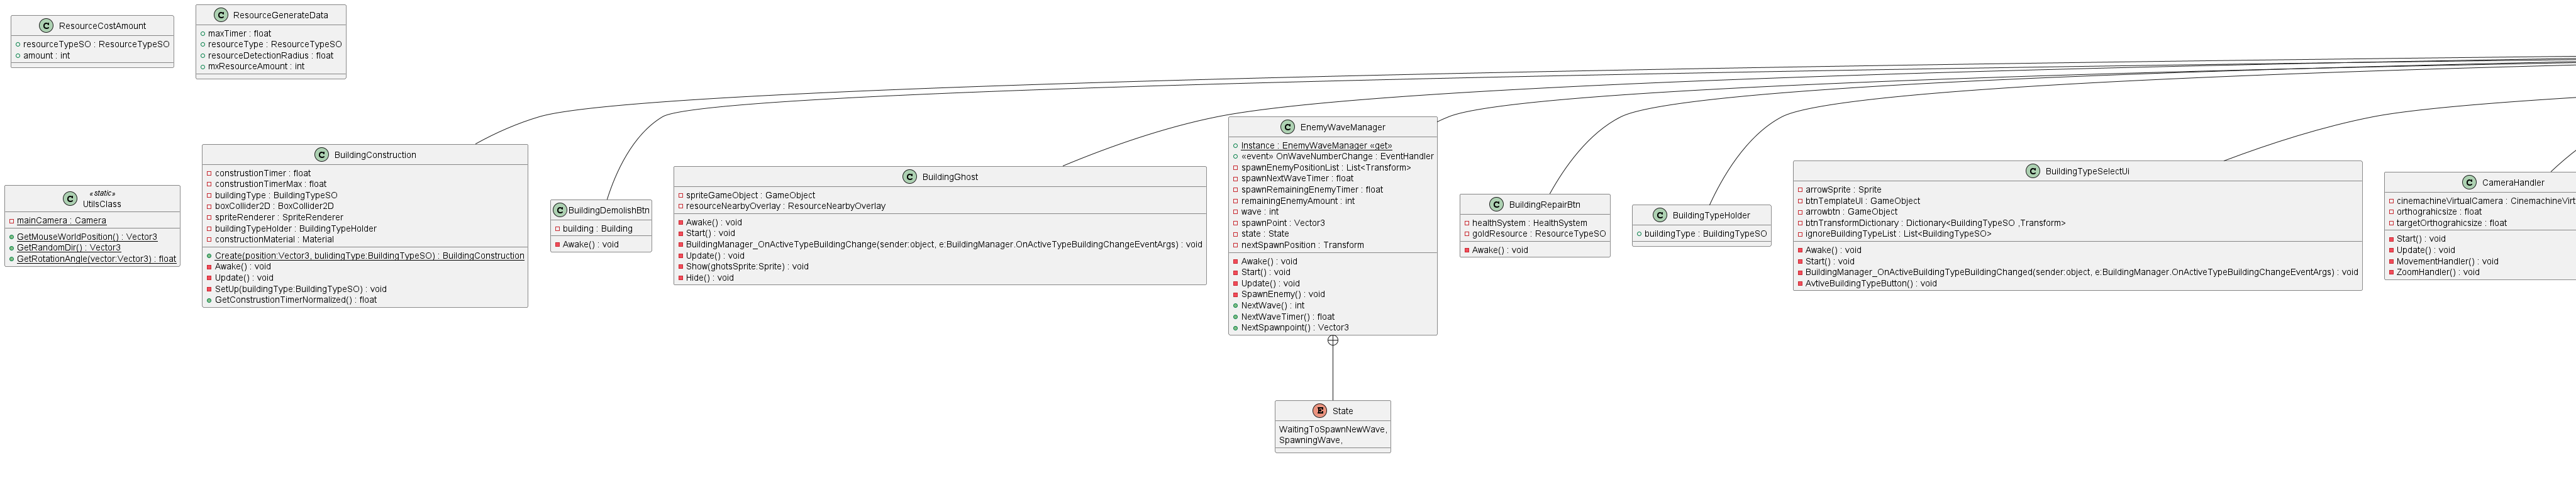 C ResourceCostAmount
resourceTypeSO : ResourceTypeSO
amount : int
C ResourceGenerateData
maxTimer : float
resourceType : ResourceTypeSO
resourceDetectionRadius : float
mxResourceAmount : int
C «static»
UtilsClass
mainCamera : Camera
GetMouseWorldPosition() : Vector3
GetRandomDir() : Vector3
GetRotationAngle(vector:Vector3) : float
C BuildingConstruction
construstionTimer : float
construstionTimerMax : float
buildingType : BuildingTypeSO
boxCollider2D : BoxCollider2D
spriteRenderer : SpriteRenderer
buildingTypeHolder : BuildingTypeHolder
constructionMaterial : Material
Create(position:Vector3, bulidingType:BuildingTypeSO) : BuildingConstruction
Awake() : void
Update() : void
SetUp(buildingType:BuildingTypeSO) : void
GetConstrustionTimerNormalized() : float
C BuildingDemolishBtn
building : Building
Awake() : void
C BuildingGhost
spriteGameObject : GameObject
resourceNearbyOverlay : ResourceNearbyOverlay
Awake() : void
Start() : void
BuildingManager_OnActiveTypeBuildingChange(sender:object, e:BuildingManager.OnActiveTypeBuildingChangeEventArgs) : void
Update() : void
Show(ghotsSprite:Sprite) : void
Hide() : void
C EnemyWaveManager
Instance : EnemyWaveManager «get»
«event» OnWaveNumberChange : EventHandler
spawnEnemyPositionList : List<Transform>
spawnNextWaveTimer : float
spawnRemainingEnemyTimer : float
remainingEnemyAmount : int
wave : int
spawnPoint : Vector3
state : State
nextSpawnPosition : Transform
Awake() : void
Start() : void
Update() : void
SpawnEnemy() : void
NextWave() : int
NextWaveTimer() : float
NextSpawnpoint() : Vector3
E State
WaitingToSpawnNewWave,
SpawningWave,
C BuildingRepairBtn
healthSystem : HealthSystem
goldResource : ResourceTypeSO
Awake() : void
C BuildingTypeHolder
buildingType : BuildingTypeSO
C BuildingTypeSelectUi
arrowSprite : Sprite
btnTemplateUI : GameObject
arrowbtn : GameObject
btnTransformDictionary : Dictionary<BuildingTypeSO ,Transform>
ignoreBuildingTypeList : List<BuildingTypeSO>
Awake() : void
Start() : void
BuildingManager_OnActiveBuildingTypeBuildingChanged(sender:object, e:BuildingManager.OnActiveTypeBuildingChangeEventArgs) : void
AvtiveBuildingTypeButton() : void
C CameraHandler
cinemachineVirtualCamera : CinemachineVirt
orthograhicsize : float
targetOrthograhicsize : float
Start() : void
Update() : void
MovementHandler() : void
ZoomHandler() : void